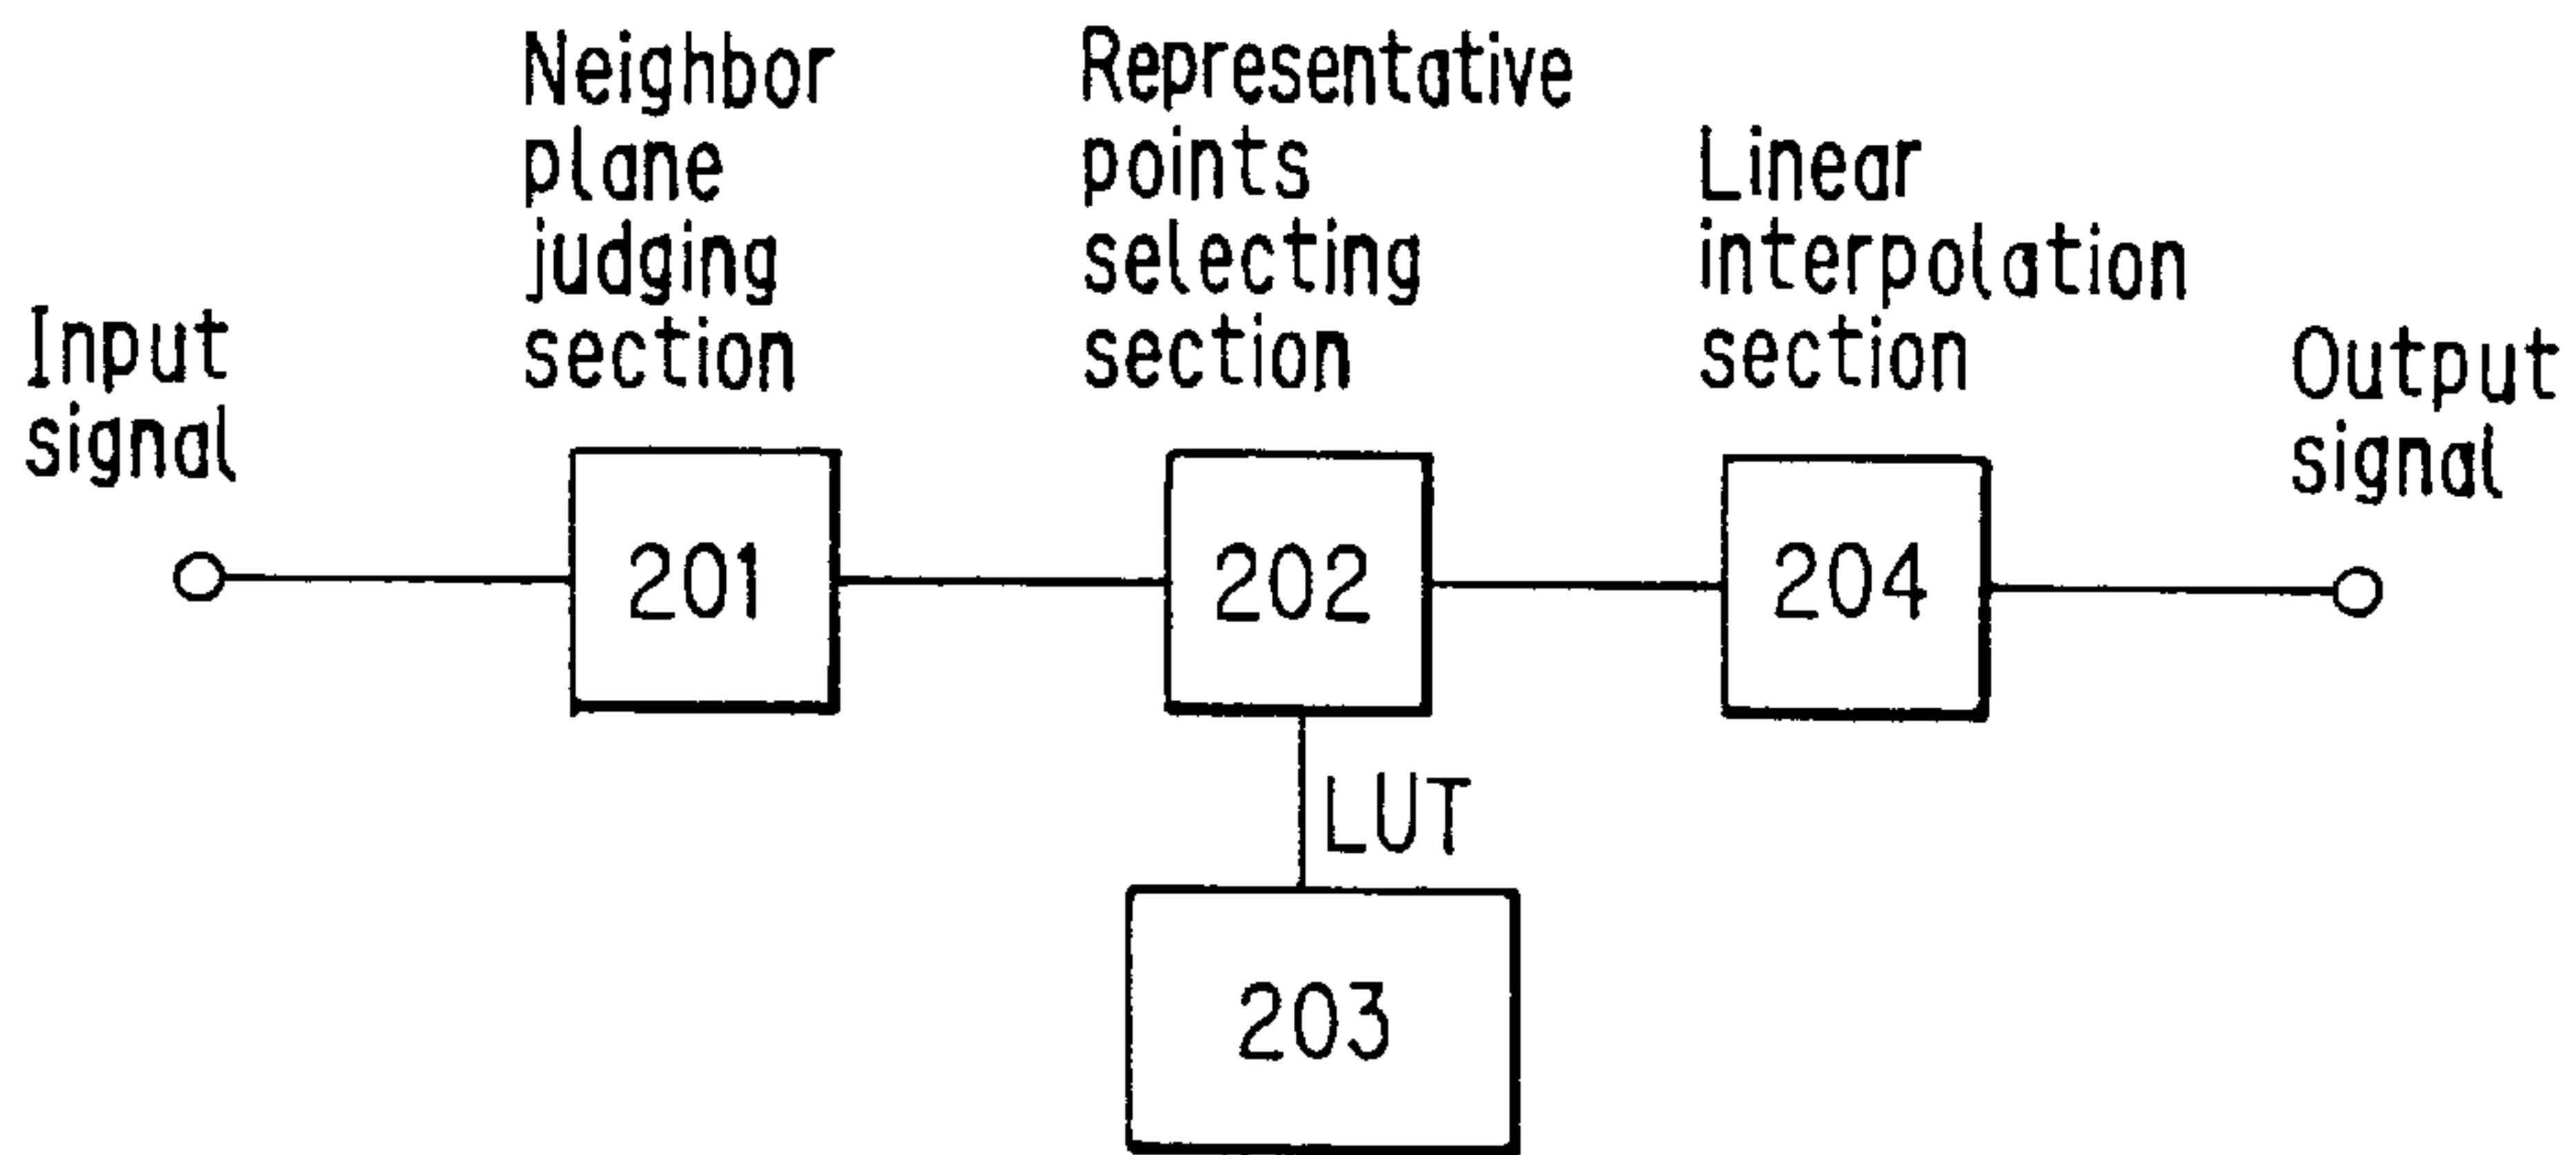 Neighbor
plane
judging
section
Representative
points
selecting
section
Linear
interpolation
section
Input
signal
Output
signal
201
202
204
LUT
203